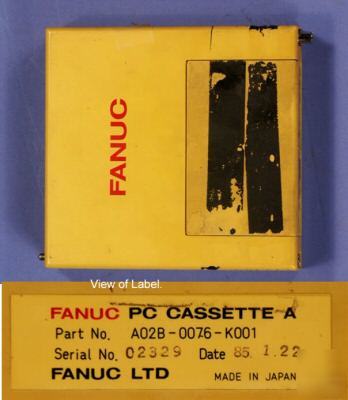 FANUC
View of Label.
FANUC PC CASSETTE A
Part No. A02B-0076-K001
Serial No. 02329 Date 85. 1.22
FANUC LTD MADE IN JAPAN